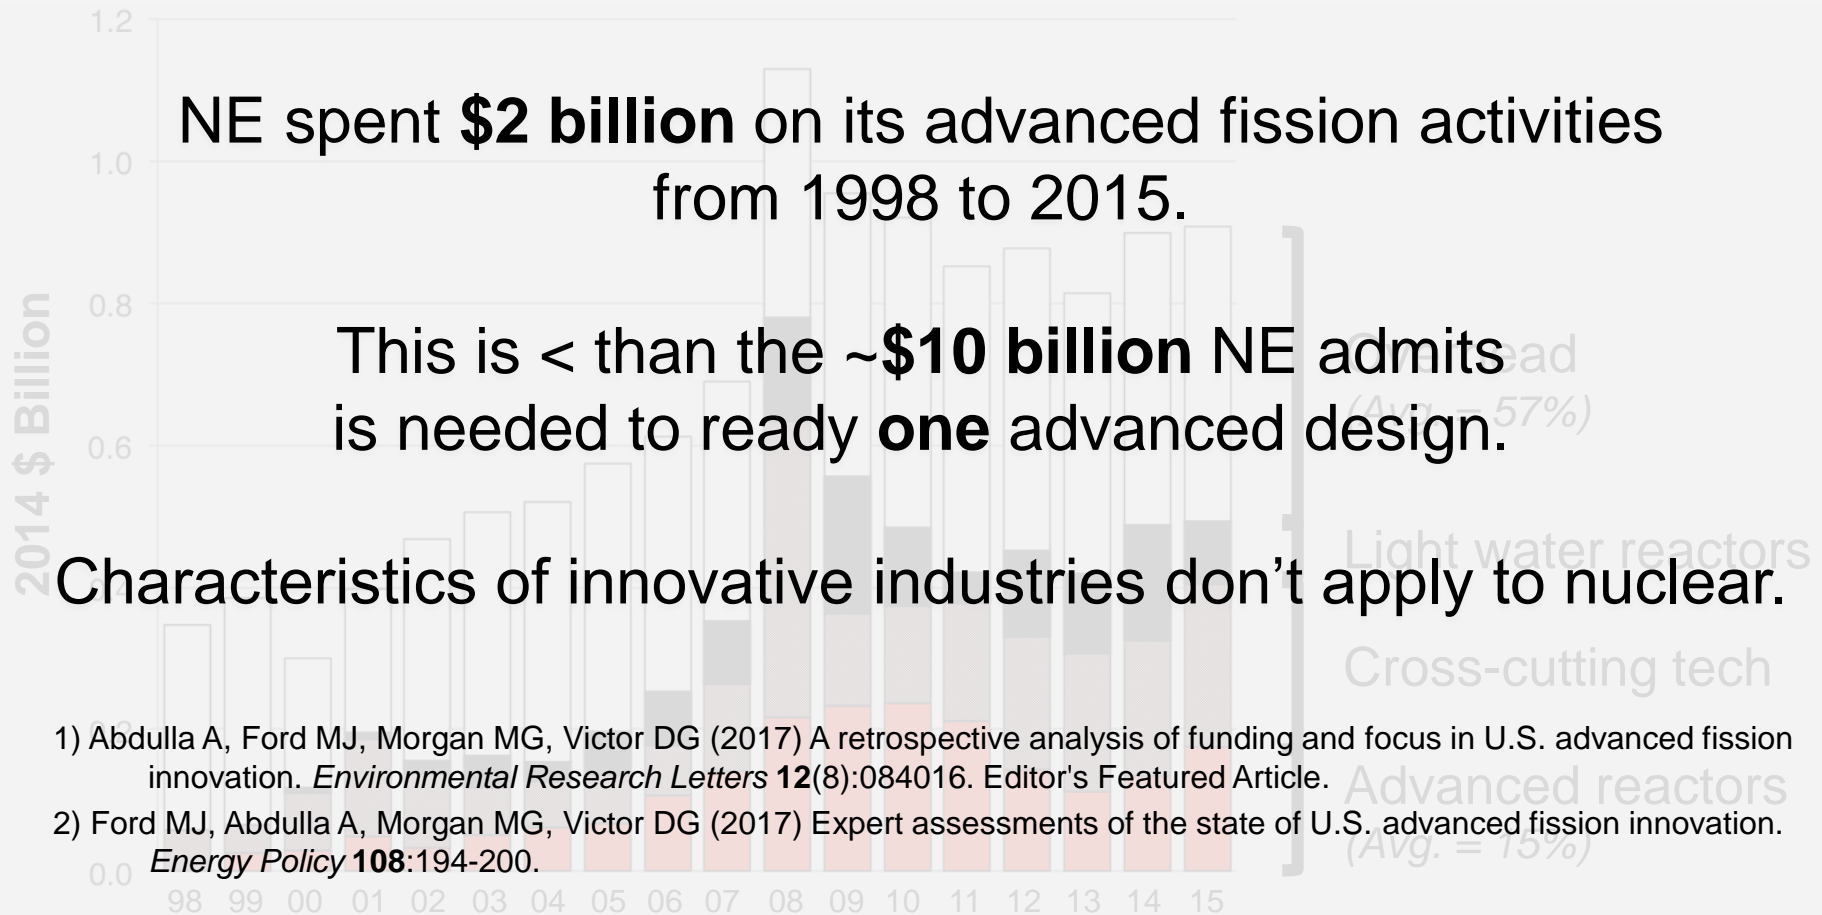 1.2
NE spent $2 billion on its advanced fission activities
1.0
from 1998 to 2015.
2014 $ Billion
0.8
This is < than the ~$10 billion NE admits
Overhead
(Avg. = 57%)
is needed to ready one advanced design.
0.6
Light water reactors
Characteristics of innovative industries don’t apply to nuclear.
Cross-cutting tech
1) Abdulla A, Ford MJ, Morgan MG, Victor DG (2017) A retrospective analysis of funding and focus in U.S. advanced fission
innovation. Environmental Research Letters 12(8):084016. Editor's Featured Article.
Advanced reactors
2) Ford MJ, Abdulla A, Morgan MG, Victor DG (2017) Expert assessments of the state of U.S. advanced fission innovation.
(Avg. = 15%)
Energy Policy 108:194-200.
0.0
98 99 00 01 02 03 04 05 06 07 08 09 10 11 12 13 14 15